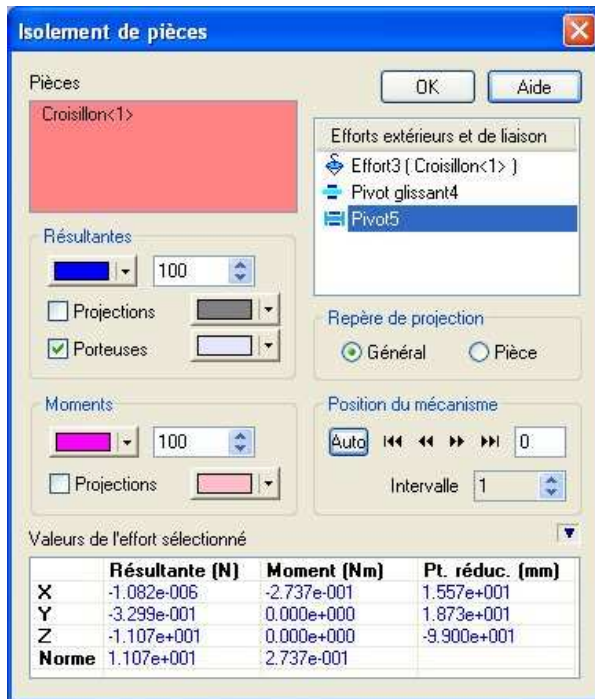 Isolement de pièces
Pièces
OK
Aide
Croisillon<1>
Efforts extérieurs et de liaison
Effort3 ( Croisillon<1> )
Pivot glissant4
Pivot5
Résultantes
100
Projections
Porteuses
Repère de projection
Général
Pièce
Moments
100
Projections
Position du mécanisme
Auto
0
Intervalle
1
Valeurs de l'effort sélectionné
Résultante (N) Moment (Nm) Pt. réduc. (mm)
X -1.082e-006 -2.737e-001 1.557e+001
Y -3.299e-001 0.000e+000 1.873e+001
Z -1.107e+001 0.000e+000 -9.900e+001
Norme 1.107e+001 2.737e-001